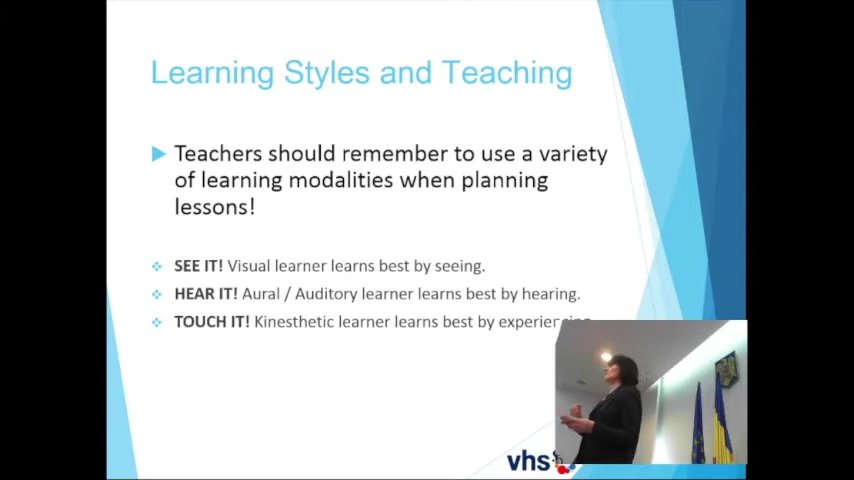 Learning Styles and Teaching
Teachers should remember to use a variety
of learning modalities when planning
lessons!
SEE IT! Visual learner learns best by seeing.
HEAR IT! Aural / Auditory learner learns best by hearing.
TOUCH IT! Kinesthetic learner learns best by experiencing.
vhs